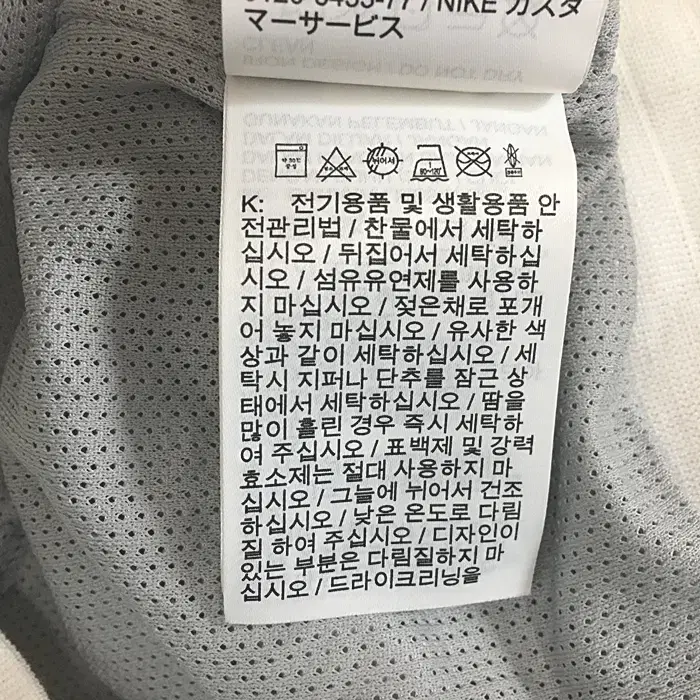 0120-6453-77 / NIKE カスタ
マーサービス
K: 전기용품 및 생활용품 안
전관리법 / 찬물에서 세탁하
십시오 / 뒤집어서 세탁하십
시오 / 섬유유연제를 사용하
지 마십시오 / 젖은채로 포개
어 놓지 마십시오 / 유사한 색
상과 같이 세탁하십시오 / 세
탁시 지퍼나 단추를 잠근 상
태에서 세탁하십시오 / 땀을
많이 흘린 경우 즉시 세탁하
여 주십시오 / 표백제 및 강력
효소제는 절대 사용하지 마
십시오 / 그늘에 뉘어서 건조
하십시오 / 낮은 온도로 다림
질 하여 주십시오 / 디자인이
있는 부분은 다림질하지 마
십시오 / 드라이크리닝을